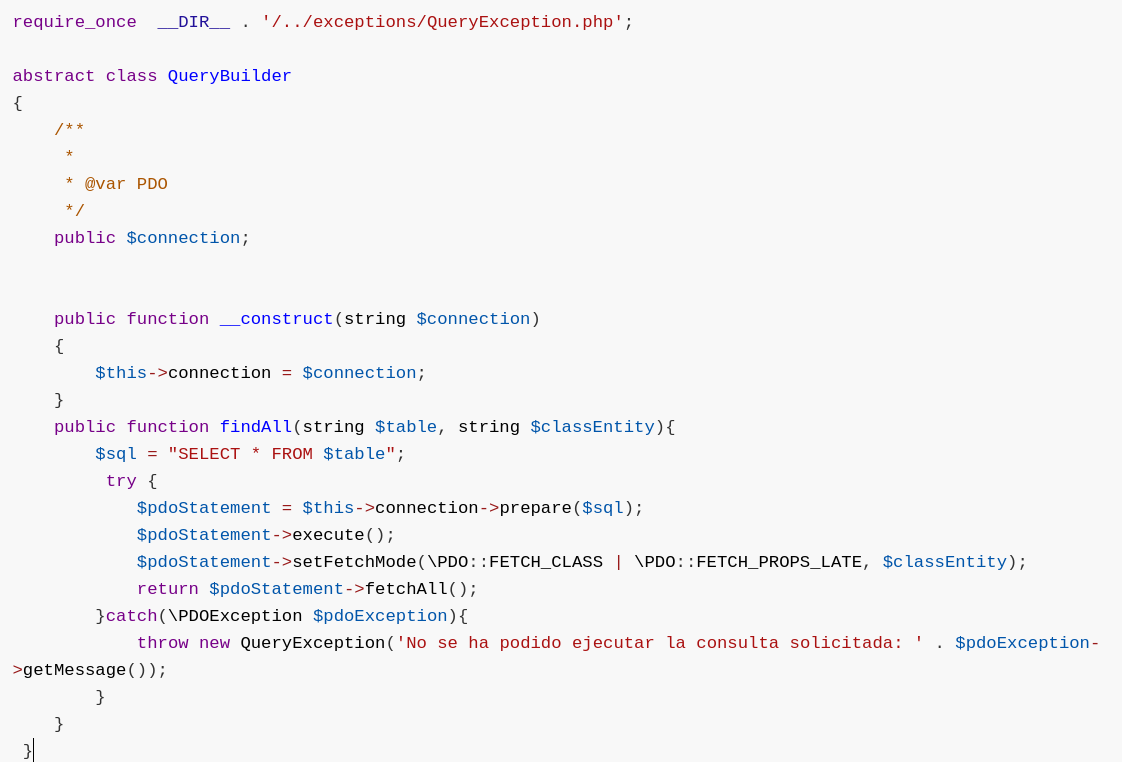 require_once  __DIR__ . '/../exceptions/QueryException.php';

abstract class QueryBuilder
{
    /**
     *
     * @var PDO
     */
    public $connection;


    public function __construct(string $connection)
    {
        $this->connection = $connection;
    }
    public function findAll(string $table, string $classEntity){
        $sql = "SELECT * FROM $table";
         try {
            $pdoStatement = $this->connection->prepare($sql);
            $pdoStatement->execute();
            $pdoStatement->setFetchMode(\PDO::FETCH_CLASS | \PDO::FETCH_PROPS_LATE, $classEntity);
            return $pdoStatement->fetchAll();
        }catch(\PDOException $pdoException){
            throw new QueryException('No se ha podido ejecutar la consulta solicitada: ' . $pdoException-
>getMessage());
        }
    }
 }